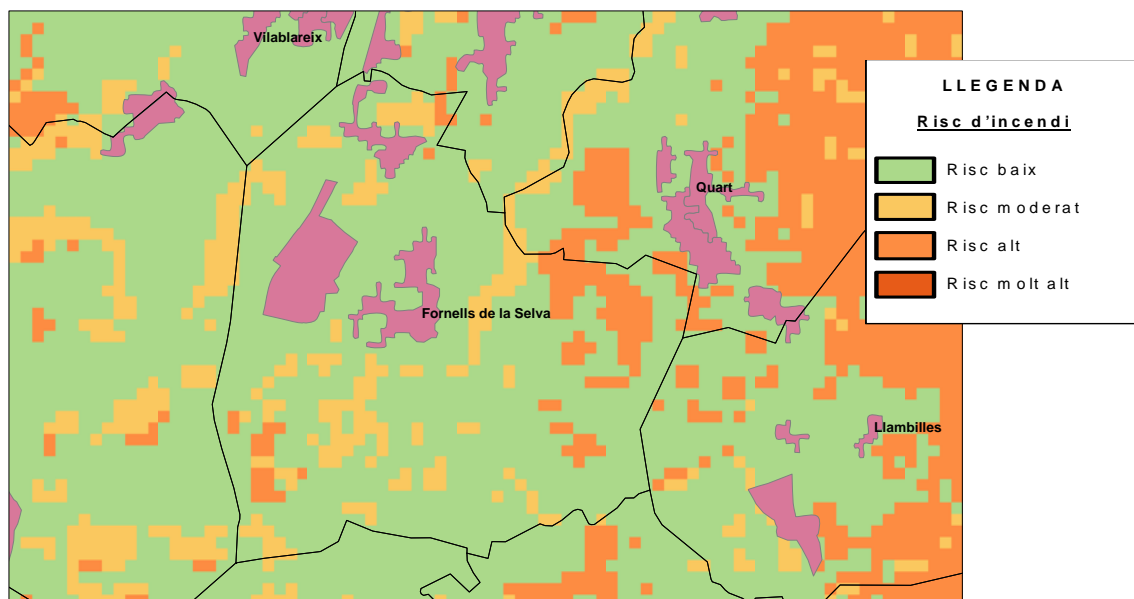 Vilablareix
Quart
Fornells de la Selva
Llambilles
LLEGENDA
Risc d'incendi
Risc baix
Risc moderat
Risc alt
Risc molt alt